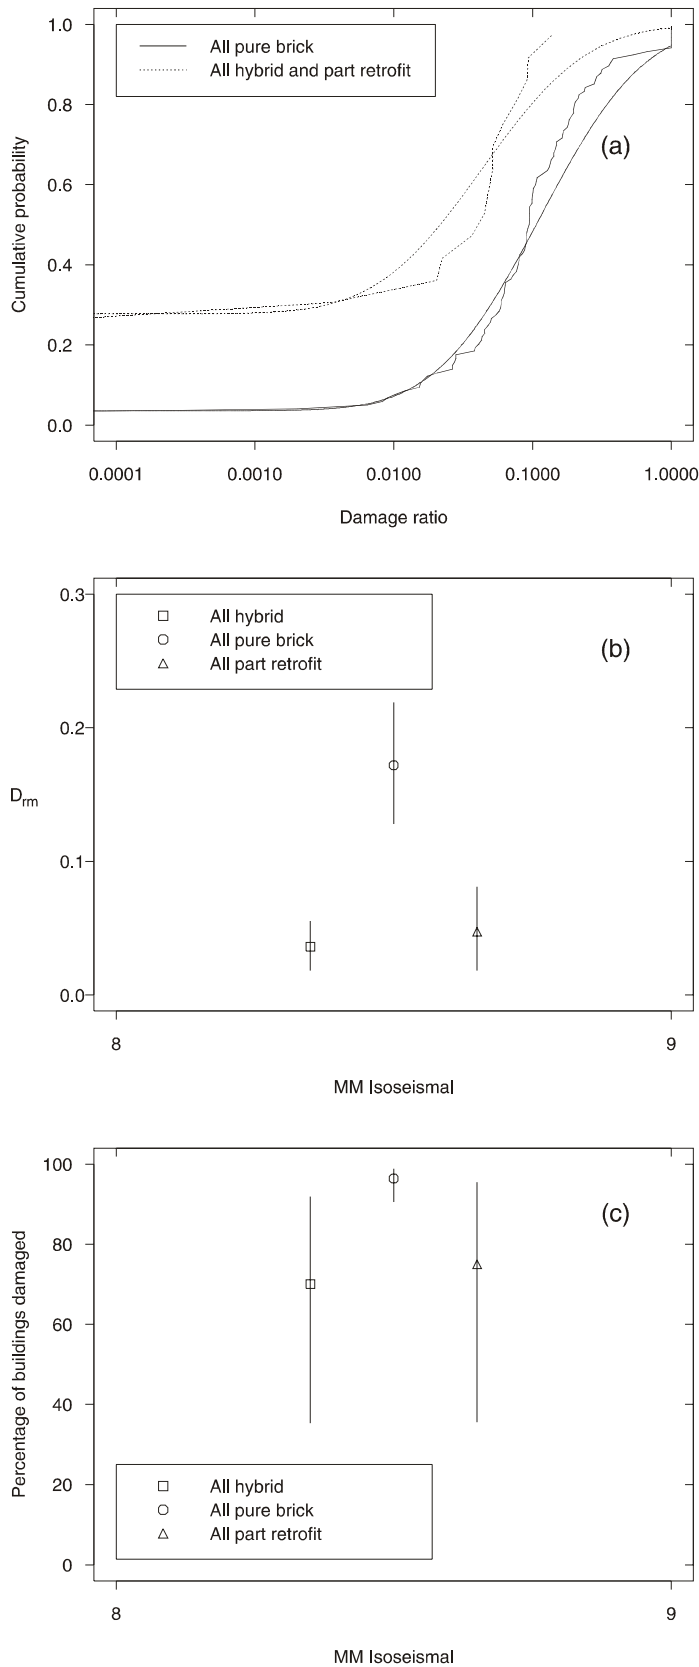 1.0
0.8
0.6
0.4
0.2
0.0
Cumulative probability
All pure brick
All hybrid and part retrofit
(a)
0.0001 0.0010 0.0100 0.1000 1.0000
Damage ratio
0.3
0.2
0.1
0.0
Drm
All hybrid
All pure brick
All part retrofit
(b)
8 9
MM Isoseismal
100
80
60
40
20
0
Percentage of buildings damaged
(c)
All hybrid
All pure brick
All part retrofit
8 9
MM Isoseismal